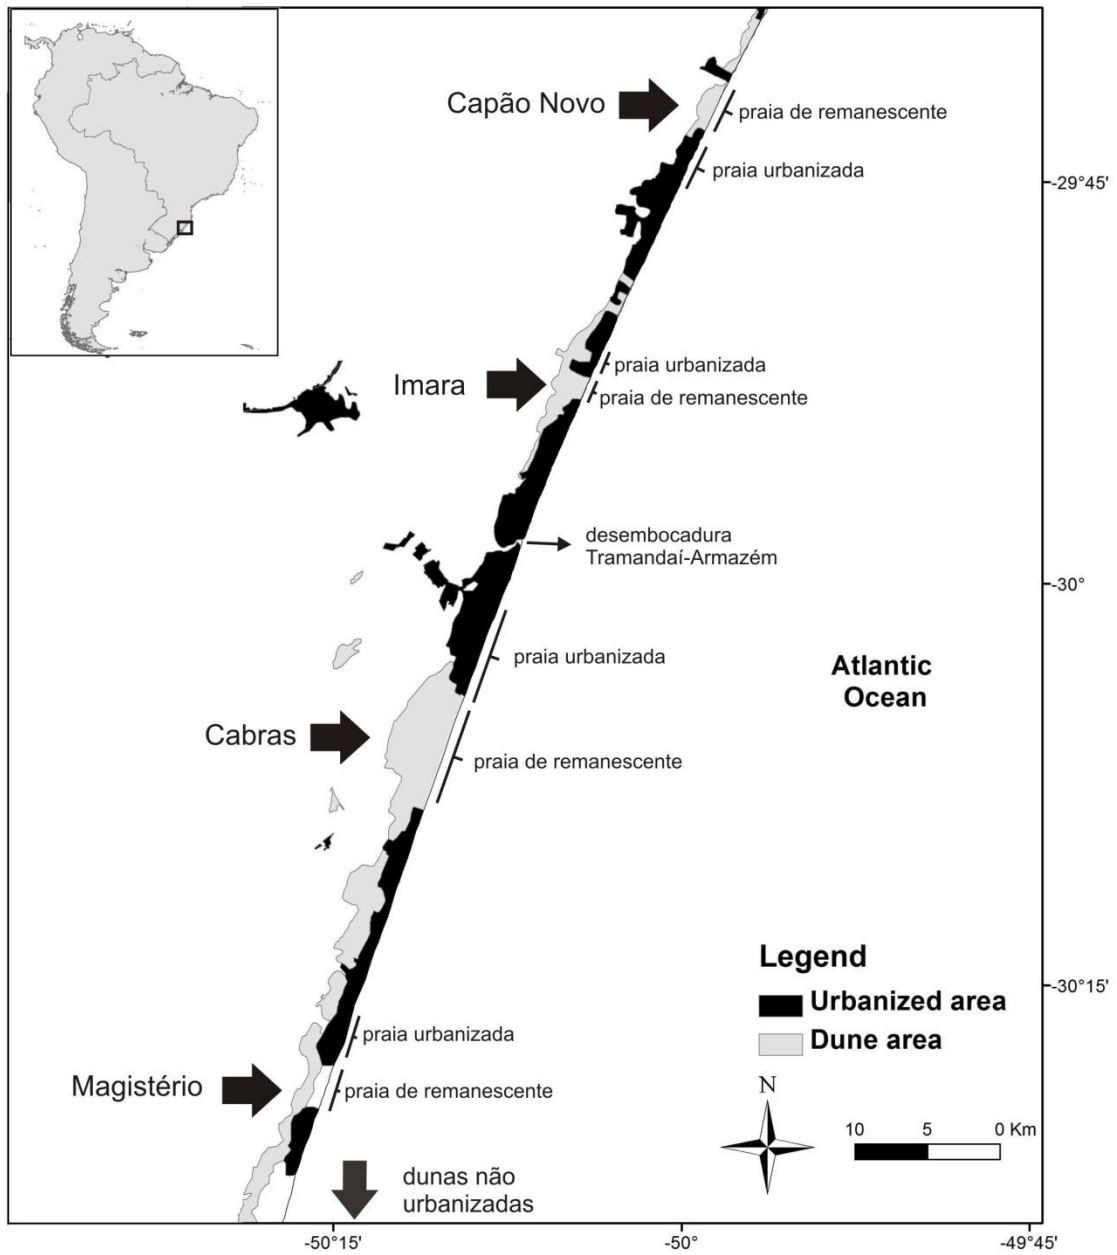 Capão Novo
praia de remanescente
praia urbanizada
-29°45'
praia urbanizada
Imara
praia de remanescente
desembocadura
Tramandaí-Armazém
-30°
praia urbanizada
Atlantic
Ocean
Cabras
praia de remanescente
Legend
Urbanized area
Dune area
-30°15'
praia urbanizada
Magistério
praia de remanescente
N
10 5 0 Km
dunas não
urbanizadas
-50°15' -50° -49°45'